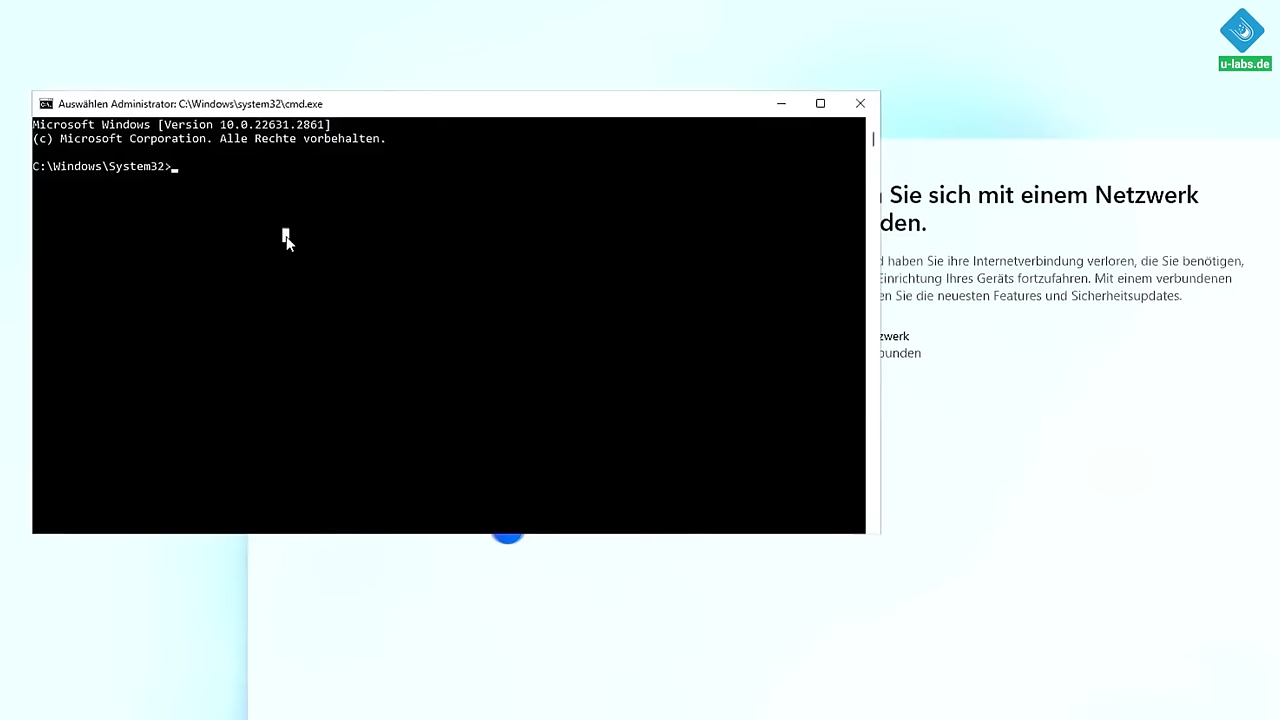 u-labs.de
Auswählen Administrator: C:\Windows\system32\cmd.exe
Microsoft Windows [Version 10.0.22631.2861]
(c) Microsoft Corporation. Alle Rechte vorbehalten.
C:\Windows\System32>
Sie sich mit einem Netzwerk
den.
haben Sie ihre Internetverbindung verloren, die Sie benötigen,
Einrichtung Ihres Geräts fortzufahren. Mit einem verbundenen
en Sie die neuesten Features und Sicherheitsupdates.
zwerk
bunden